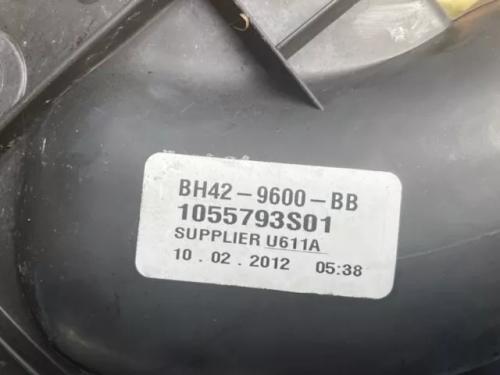 BH42-9600-BB
1055793S01
SUPPLIER U611A
10.02.2012 05:38